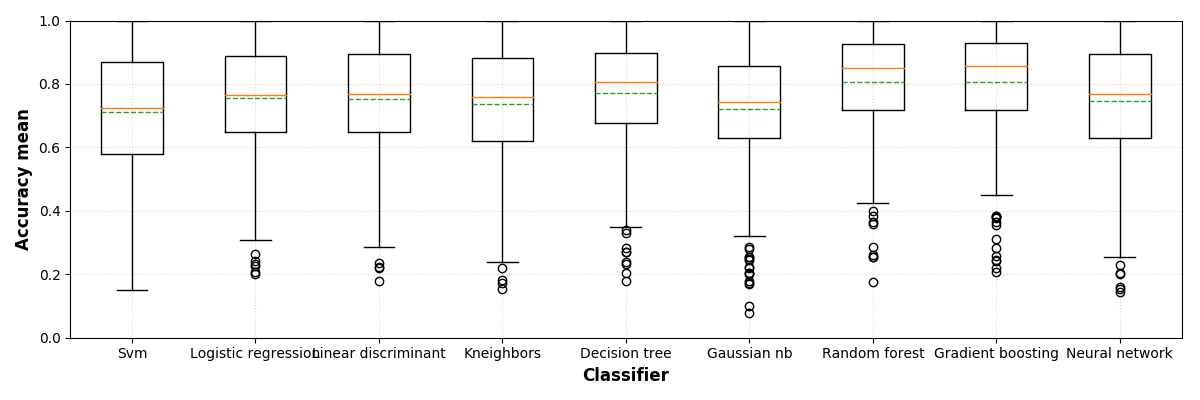 1.0
0.8
0.6
0.4
0.2
0.0
Accuracy mean
Svm Logistic regression Linear discriminant Kneighbors Decision tree Gaussian nb Random forest Gradient boosting Neural network
Classifier